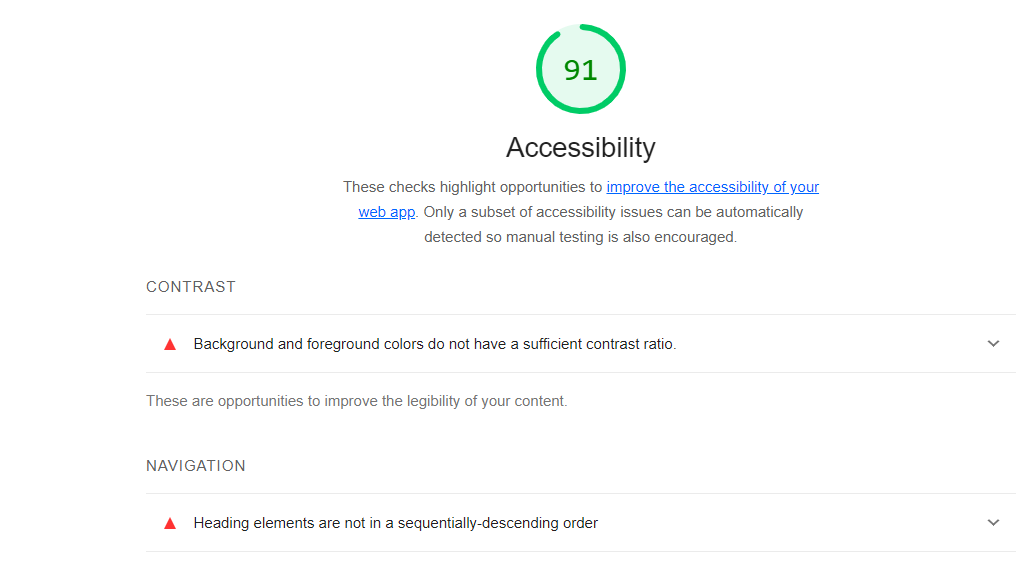 91
Accessibility
These checks highlight opportunities to improve the accessibility of your
web app. Only a subset of accessibility issues can be automatically
detected so manual testing is also encouraged.
CONTRAST
Background and foreground colors do not have a sufficient contrast ratio.
These are opportunities to improve the legibility of your content.
NAVIGATION
Heading elements are not in a sequentially-descending order